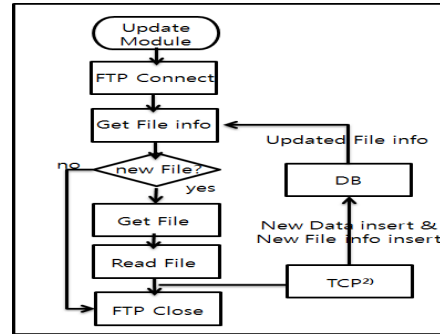 Update
Module
FTP Connect
Get File info
Updated File info
no
new File?
DB
yes
Get File
New Data insert &
New File info insert
Read File
TCP2)
FTP Close